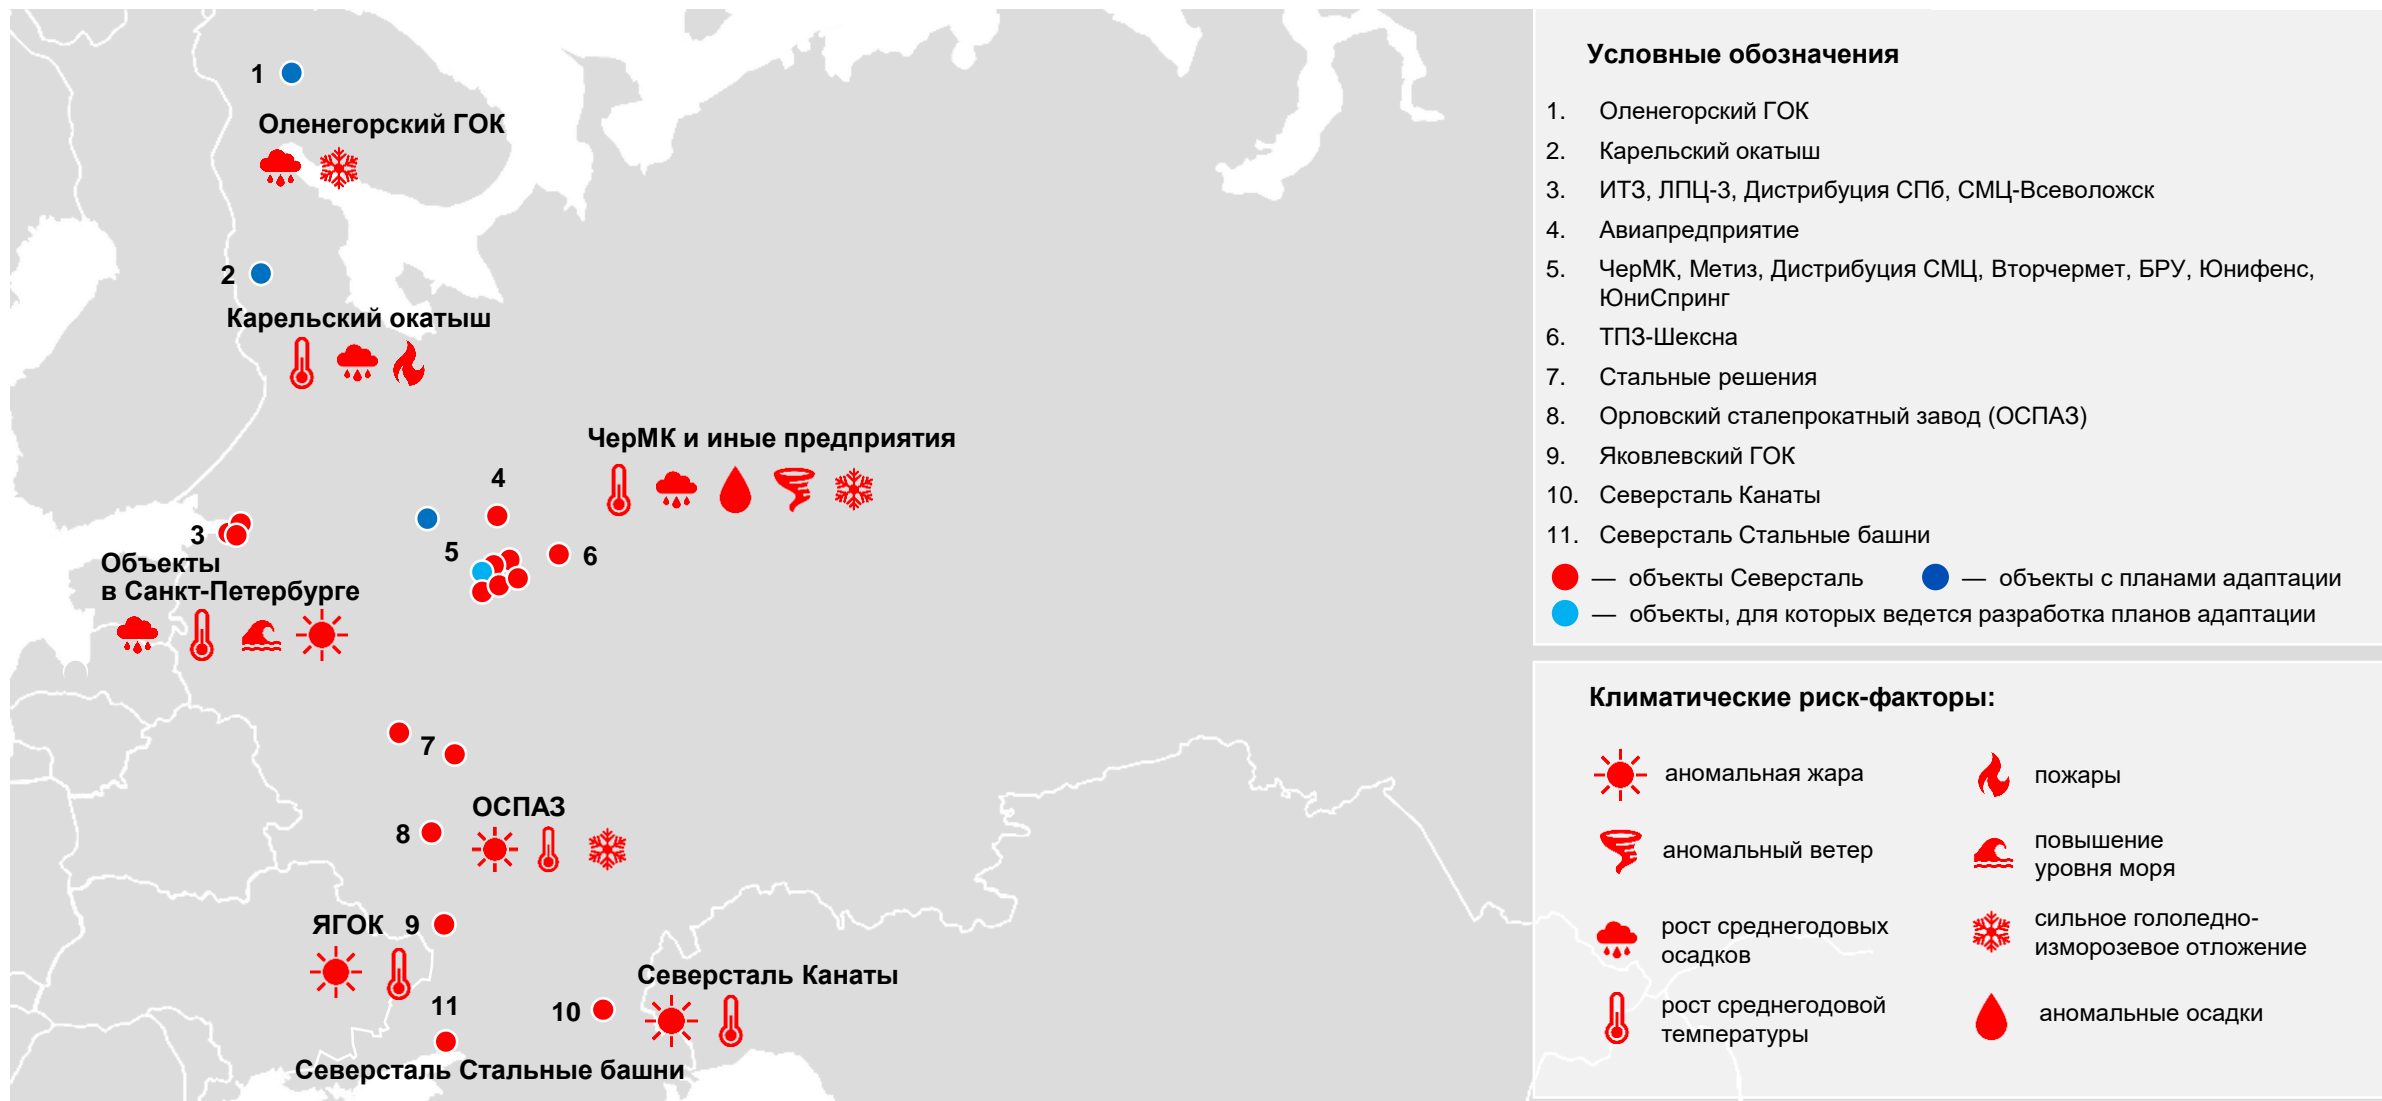 1
Оленегорский ГОК
2
Карельский окатыш
ЧерМК и иные предприятия
4
3
5
6
Объекты
в Санкт-Петербурге
7
ОСПАЗ
8
ЯГОК
9
Северсталь Канаты
11
10
Северсталь Стальные башни
Условные обозначения
1. Оленегорский ГОК
2. Карельский окатыш
3. ИТЗ, ЛПЦ-3, Дистрибуция СПб, СМЦ-Всеволожск
4. Авиапредприятие
5. ЧерМК, Метиз, Дистрибуция СМЦ, Вторчермет, БРУ, Юнифенс,
ЮниСпринг
6. ТПЗ-Шексна
7. Стальные решения
8. Орловский сталепрокатный завод (ОСПАЗ)
9. Яковлевский ГОК
10. Северсталь Канаты
11. Северсталь Стальные башни
— объекты Северсталь
— объекты с планами адаптации
— объекты, для которых ведется разработка планов адаптации
Климатические риск-факторы:
аномальная жара
пожары
аномальный ветер
повышение
уровня моря
рост среднегодовых
осадков
сильное гололедно-
изморозевое отложение
рост среднегодовой
температуры
аномальные осадки